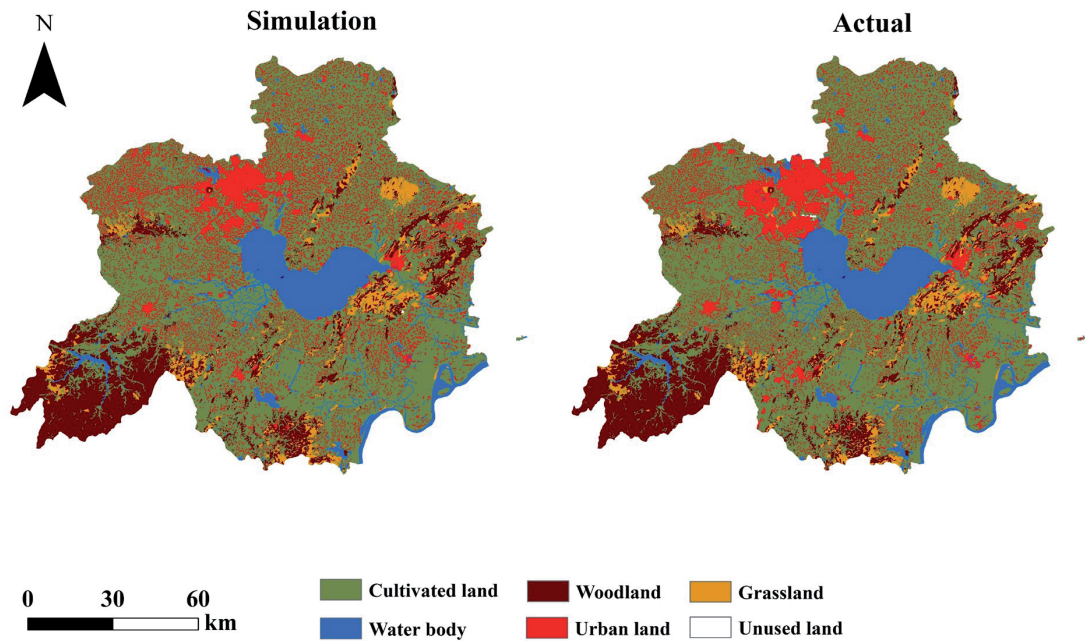 N
Simulation
Actual
0 30 60
km
Cultivated land
Woodland
Grassland
Water body
Urban land
Unused land